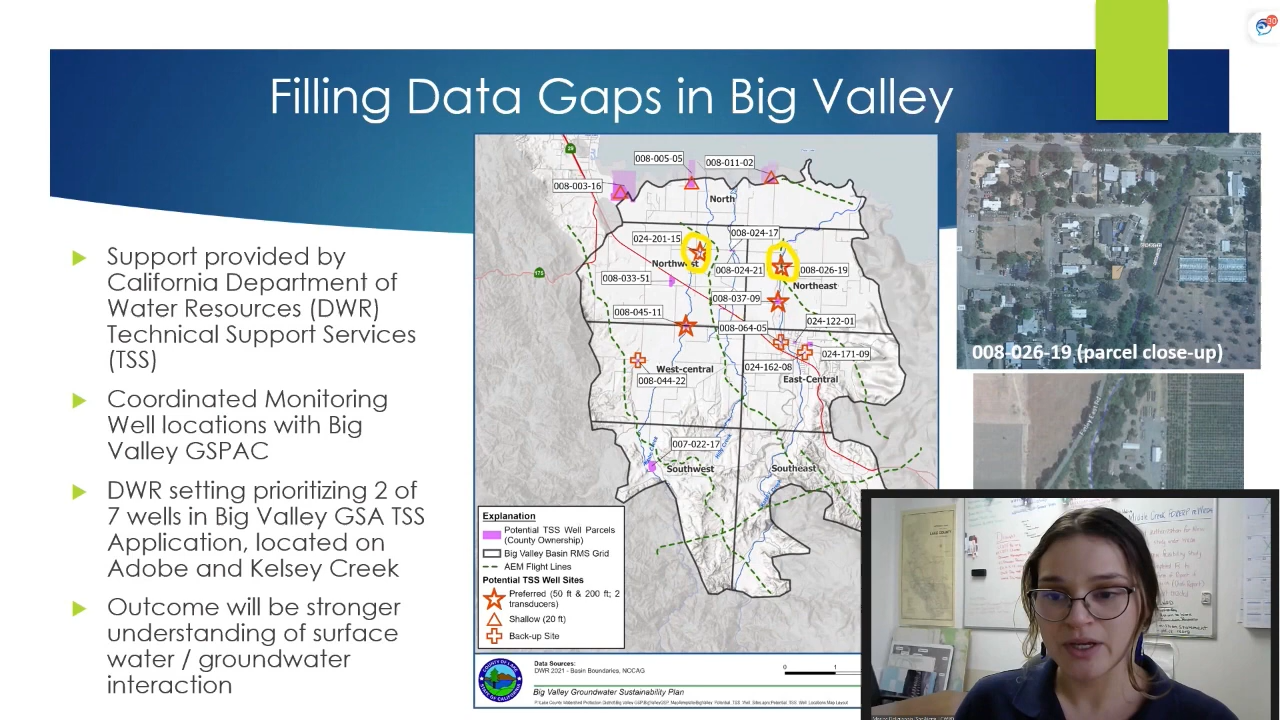 Filling Data Gaps in Big Valley
Support provided by
California Department of
Water Resources (DWR)
Technical Support Services
(TSS)
Coordinated Monitoring
Well locations with Big
Valley GSPAC
DWR setting prioritizing 2 of
7 wells in Big Valley GSA TSS
Application, located on
Adobe and Kelsey Creek
Outcome will be stronger
understanding of surface
water / groundwater
interaction
29
175
008-005-05
008-011-02
008-003-16
North
024-201-15
008-024-17
Northwest
008-024-21
008-026-19
008-033-51
Northeast
008-037-09
008-045-11
008-064-05
024-122-01
024-171-09
West-central
024-162-08
008-044-22
East-Central
007-022-17
Southwest
Southeast
Explanation
Potential TSS Well Parcels
(County Ownership)
Big Valley Basin RMS Grid
AEM Flight Lines
Potential TSS Well Sites
Preferred (50 ft & 200 ft; 2
transducers)
Shallow (20 ft)
Back-up Site
Data Sources:
DWR 2021 - Basin Boundaries, NCCAG
0 1
Big Valley Groundwater Sustainability Plan
008-026-19 (parcel close-up)